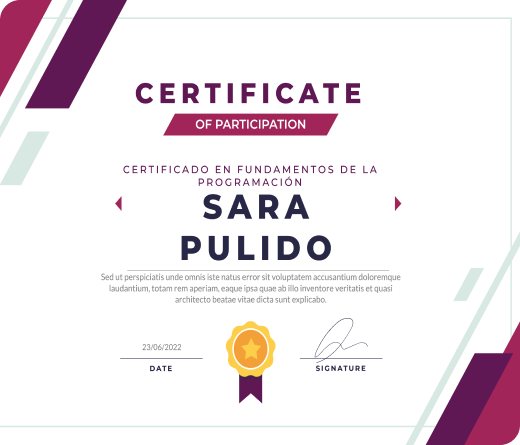 CERTIFICATE
OF PARTICIPATION
CERTIFICADO EN FUNDAMENTOS DE LA
PROGRAMACIÓN
SARA
PULIDO
Sed ut perspiciatis unde omnis iste natus error sit voluptatem accusantium doloremque
laudantium, totam rem aperiam, eaque ipsa quae ab illo inventore veritatis et quasi
architecto beatae vitae dicta sunt explicabo.
23/06/2022
DATE
SIGNATURE